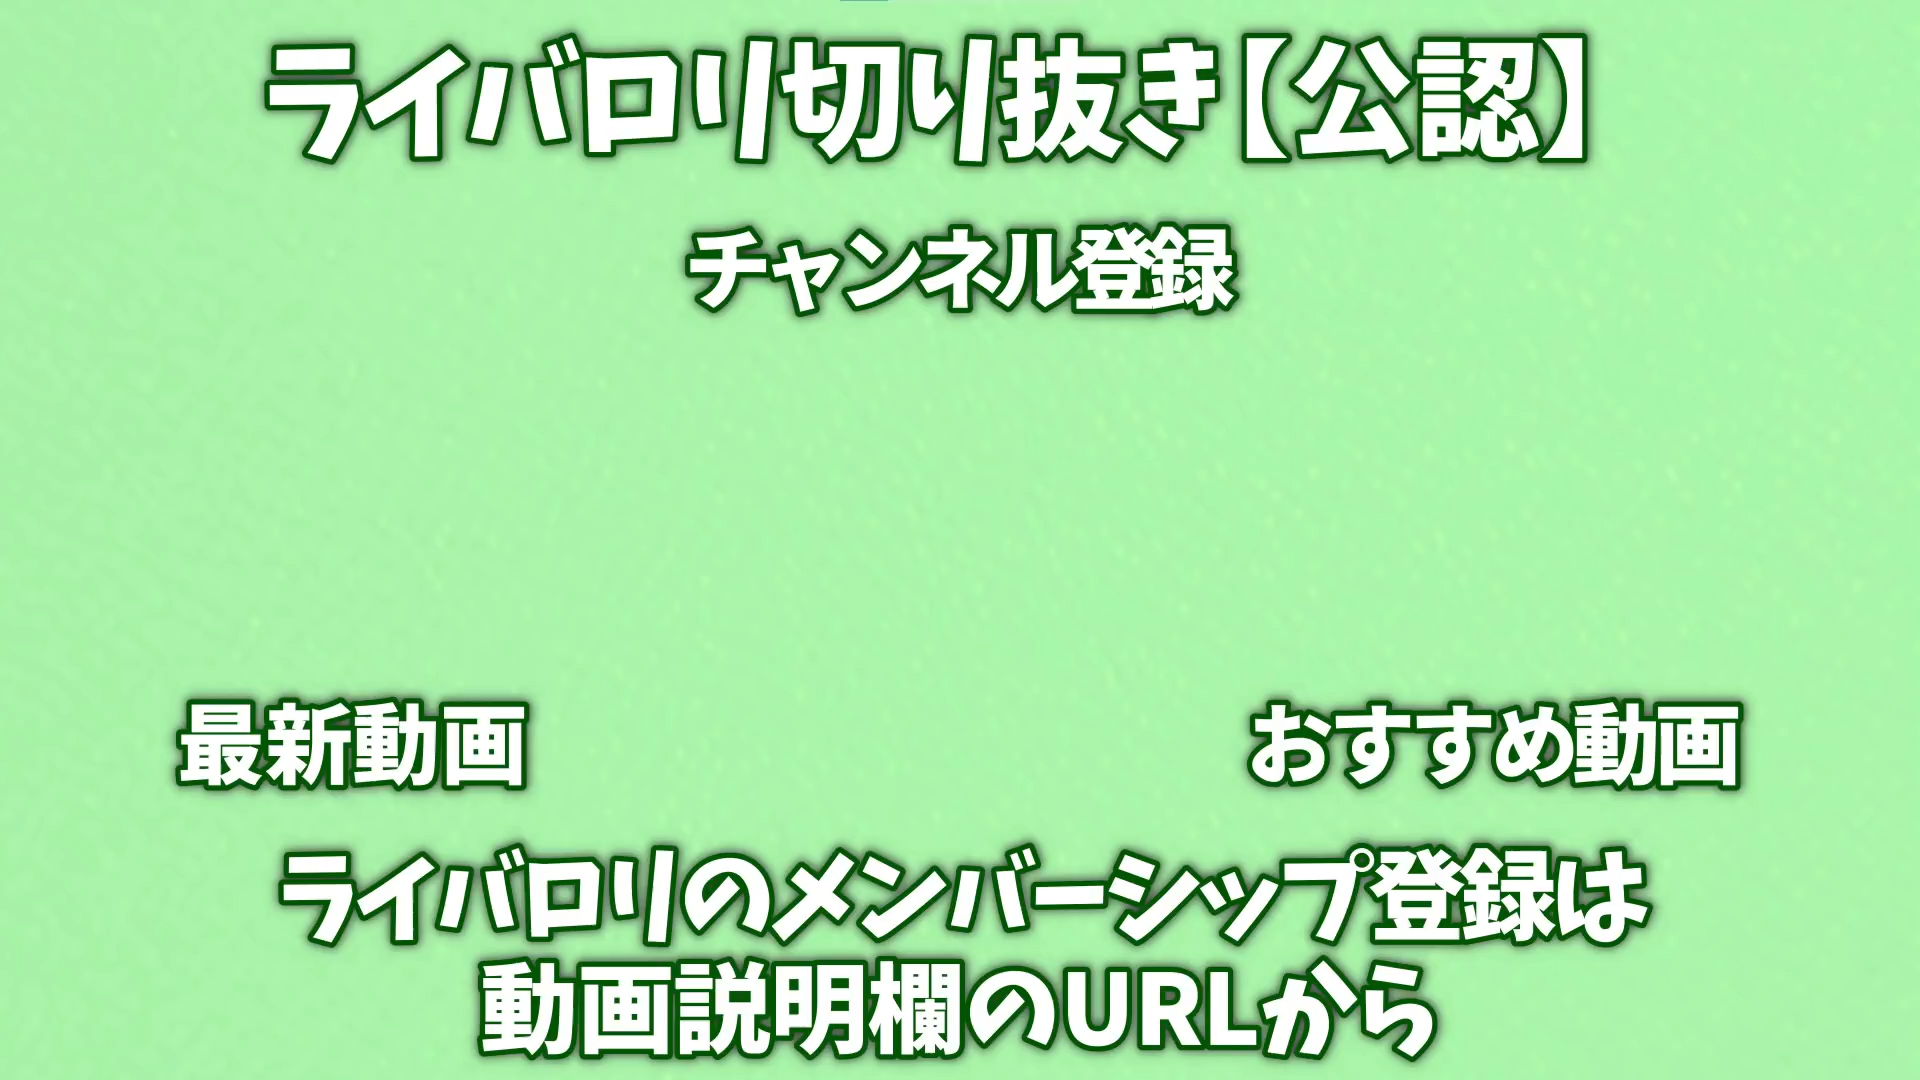 ライバロリ切り抜き【公認】
チャンネル登録
最新動画
おすすめ動画
ライバロリのメンバーシップ登録は
動画説明欄のURLから